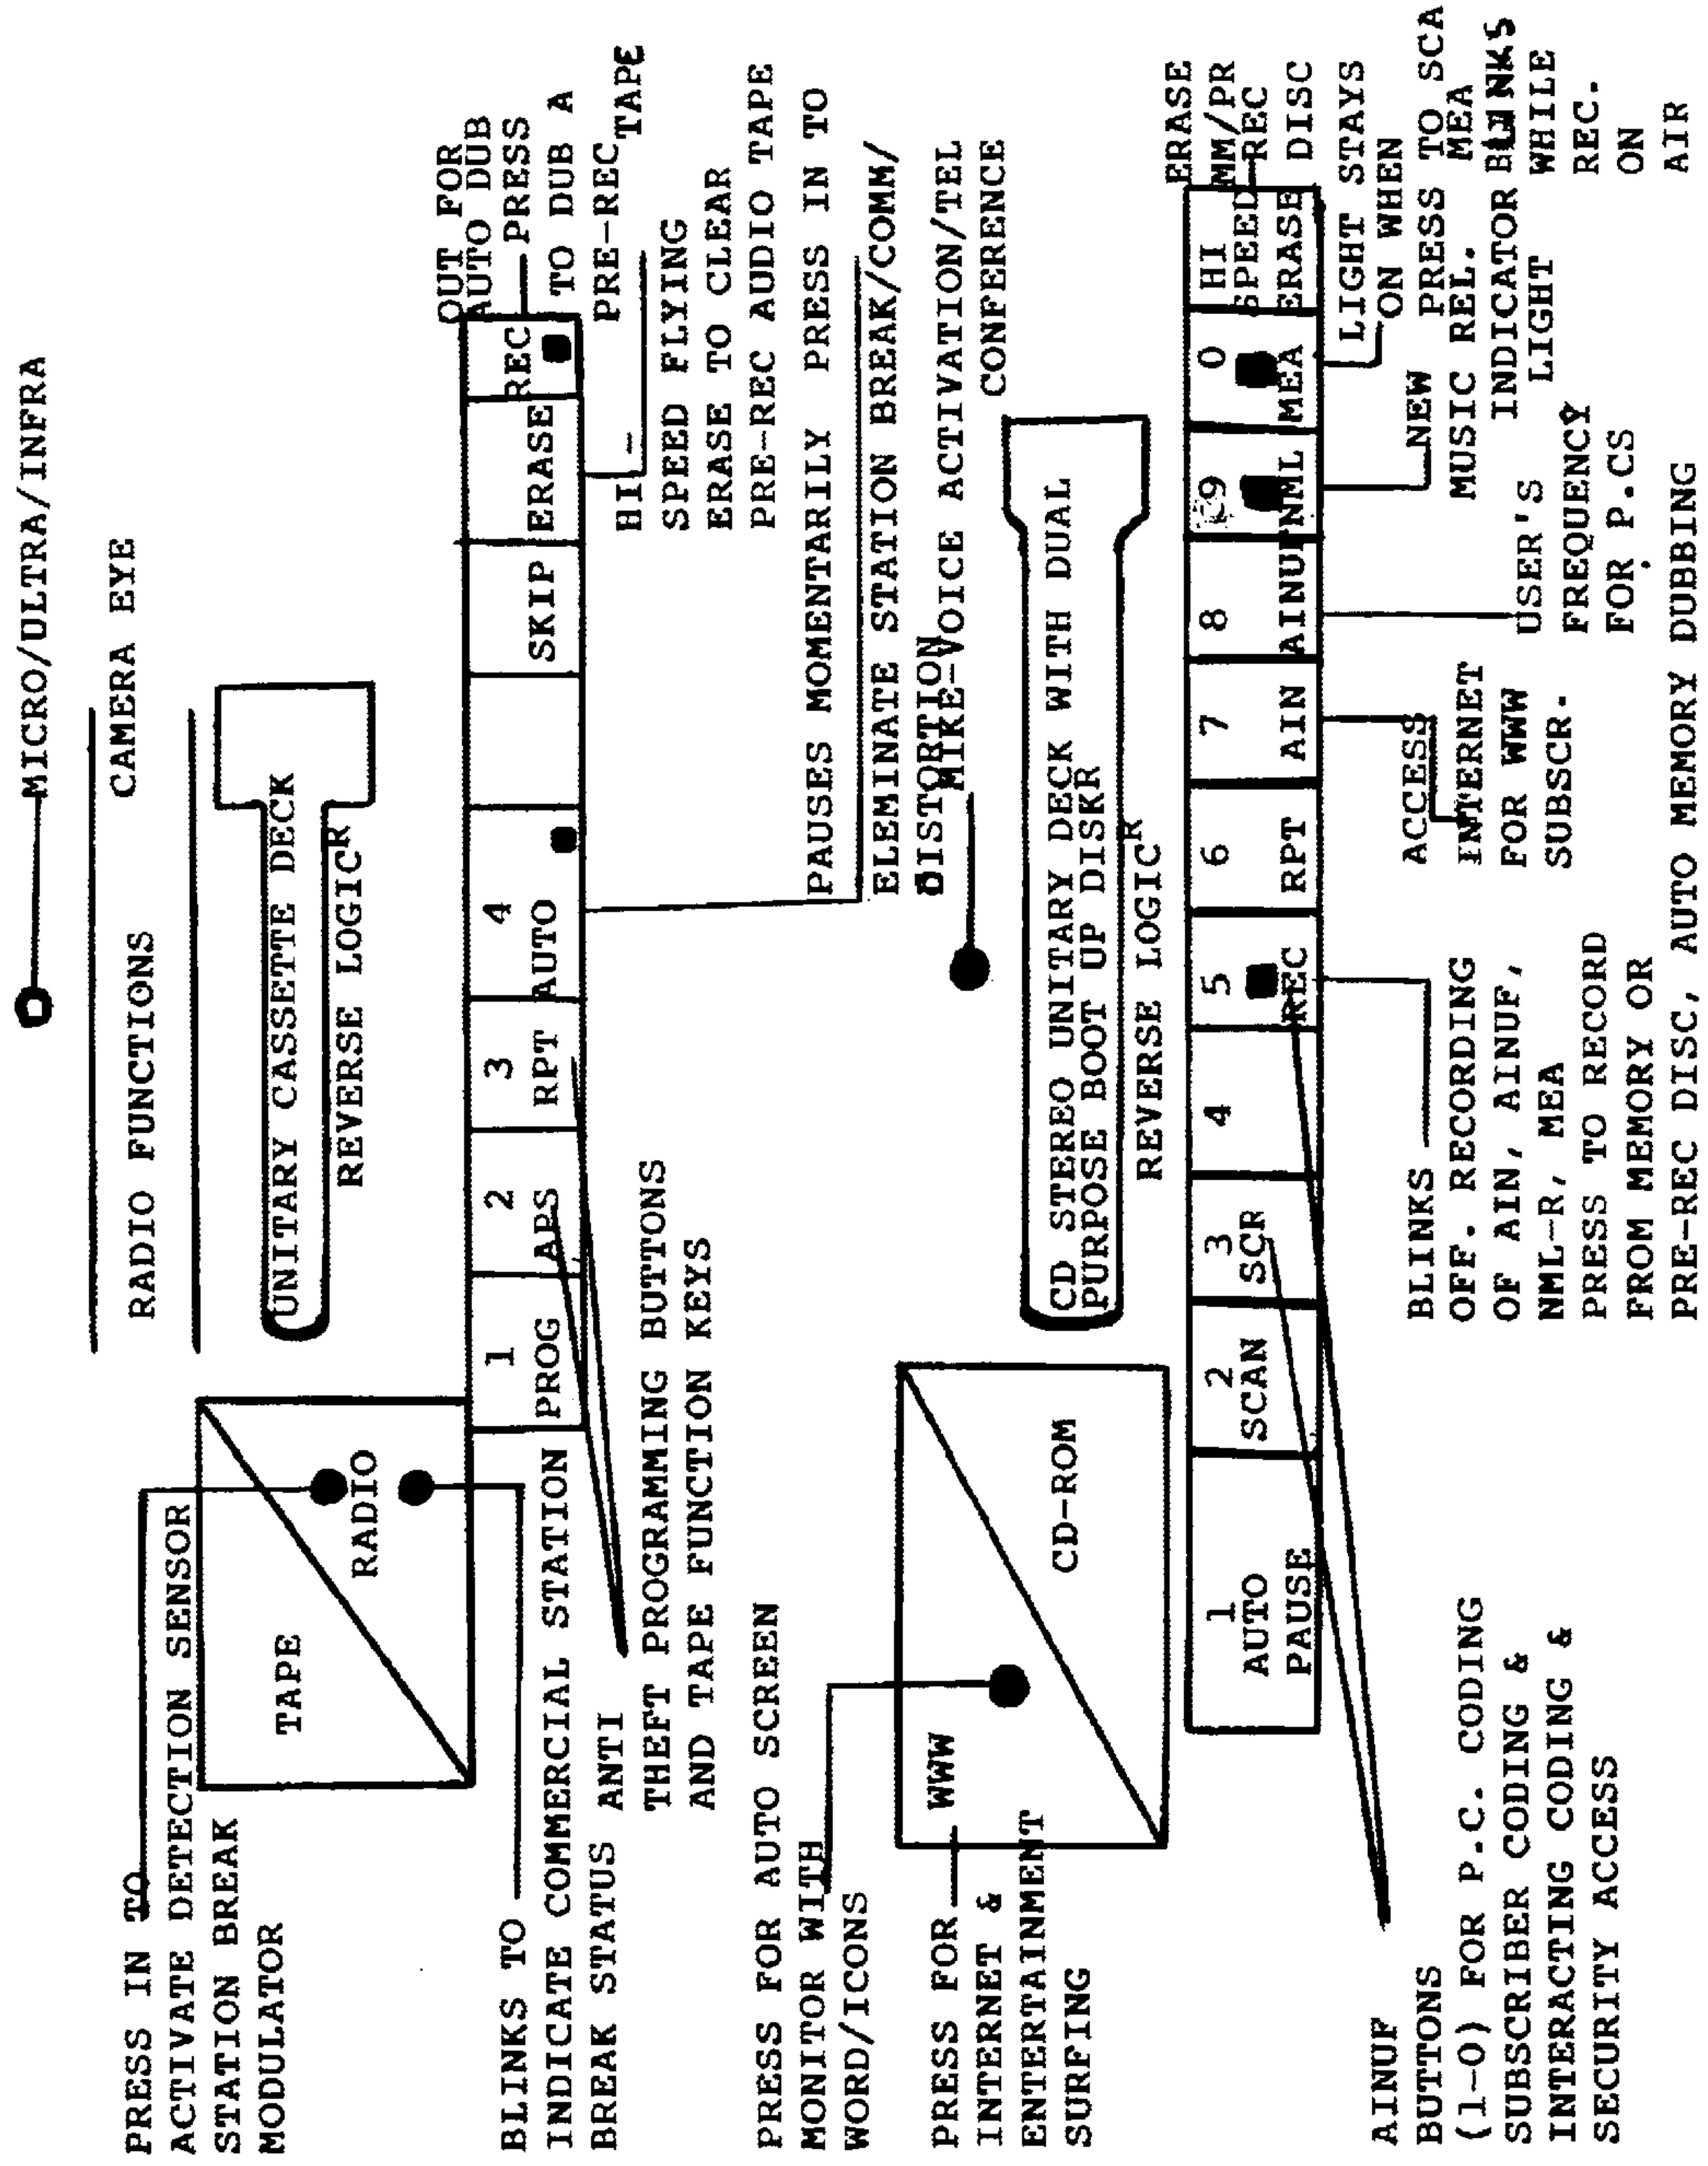 MICRO/ULTRA/INFRA
CAMERA EYE
RADIO FUNCTIONS
PRESS IN TO
ACTIVATE DETECTION SENSOR
STATION BREAK
MODULATOR
TAPE
RADIO
UNITARY CASSETTE DECK
REVERSE LOGIC R
OUT FOR
AUTO DUB
PRESS
TO DUB A
PRE-REC TAPE
1
PROG
2
APS
3
RPT
4
AUTO
SKIP
ERASE
REC
BLINKS TO
INDICATE COMMERCIAL STATION
BREAK STATUS
ANTI
THEFT PROGRAMMING BUTTONS
AND TAPE FUNCTION KEYS
HI-
SPEED FLYING
ERASE TO CLEAR
PRE-REC AUDIO TAPE
PAUSES MOMENTARILY PRESS IN TO
ELEMINATE STATION BREAK/COMM/
DISTORTION
MIKE-VOICE ACTIVATION/TEL
CONFERENCE
PRESS FOR AUTO SCREEN
MONITOR WITH
WORD/ICONS
PRESS FOR
INTERNET &
ENTERTAINMENT
SURFING
WWW
CD-ROM
CD STEREO UNITARY DECK WITH DUAL
PURPOSE BOOT UP DISKR
REVERSE LOGIC R
1
AUTO
PAUSE
2
SCAN
3
SCR
4
5
REC
6
RPT
7
AIN
8
AINUF
9
NML
0
MEA
HI
SPEED
ERASE
ERASE
MM/PR
REC
DISC
LIGHT STAYS
ON WHEN
PRESS TO SCA
MEA
NEW
MUSIC REL.
INDICATOR BLINKS
LIGHT
WHILE
REC.
ON
AIR
USER'S
FREQUENCY
FOR P.CS
ACCESS
INTERNET
FOR WWW
SUBSCR.
BLINKS
OFF. RECORDING
OF AIN, AINUF,
NML-R, MEA
PRESS TO RECORD
FROM MEMORY OR
PRE-REC DISC, AUTO MEMORY DUBBING
AINUF
BUTTONS
(1-0) FOR P.C. CODING
SUBSCRIBER CODING &
INTERACTING CODING &
SECURITY ACCESS